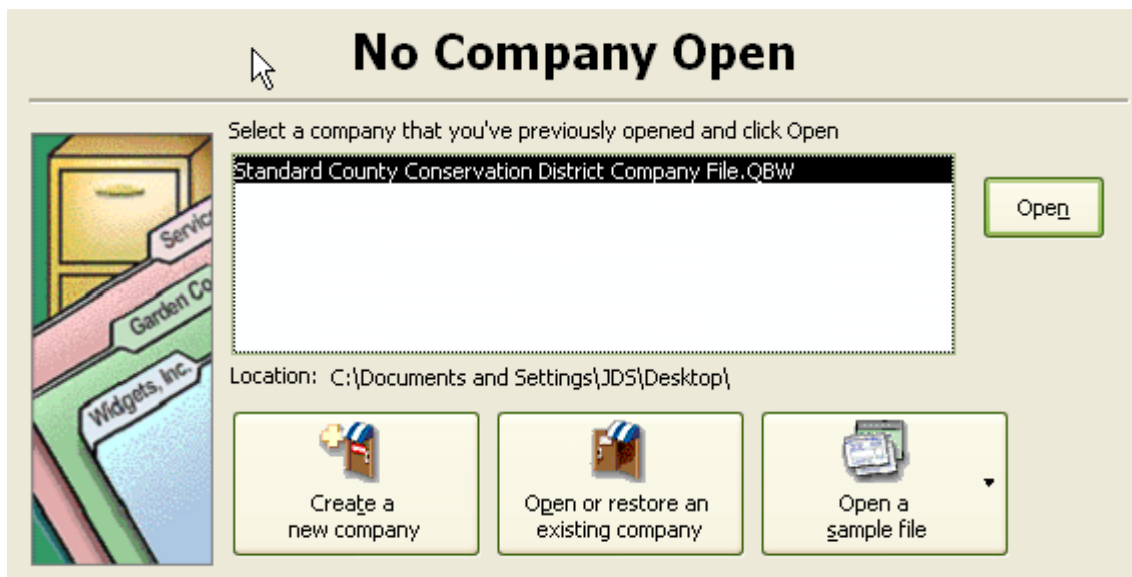 No Company Open
Select a company that you've previously opened and click Open
Standard County Conservation District Company File.QBW
Open
Servic
Garden Co
Widgets, Inc.
Location: C:\Documents and Settings\JDS\Desktop\
Create a
new company
Open or restore an
existing company
Open a
sample file